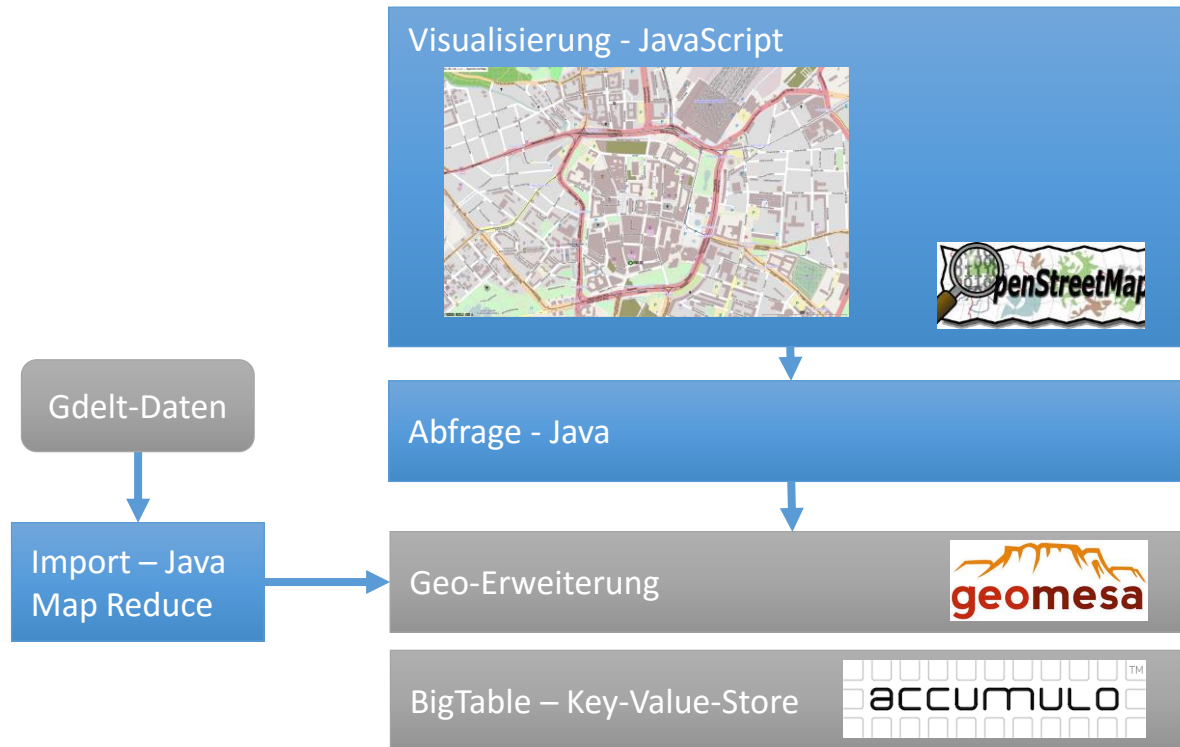 Visualisierung - JavaScript
penStreetMap
Gdelt-Daten
Abfrage - Java
Import – Java
Map Reduce
Geo-Erweiterung
geomesa
BigTable – Key-Value-Store
accumulo
TM